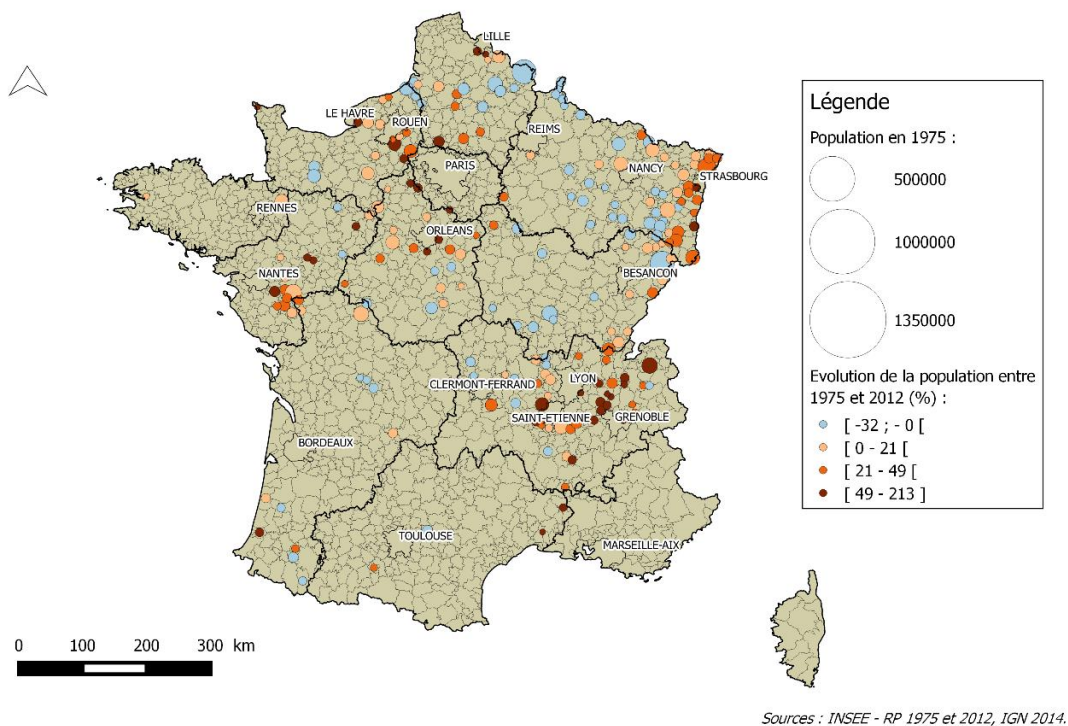 LILLE
LE HAVRE
ROUEN
REIMS
PARIS
NANCY
STRASBOURG
RENNES
ORLEANS
NANTES
BESANCON
CLERMONT-FERRAND
LYON
SAINT-ETIENNE
GRENOBLE
BORDEAUX
TOULOUSE
MARSEILLE-AIX
Légende
Population en 1975 :
500000
1000000
1350000
Evolution de la population entre
1975 et 2012 (%) :
[ -32 ; - 0 [
[ 0 - 21 [
[ 21 - 49 [
[ 49 - 213 ]
0 100 200 300 km
Sources : INSEE - RP 1975 et 2012, IGN 2014.